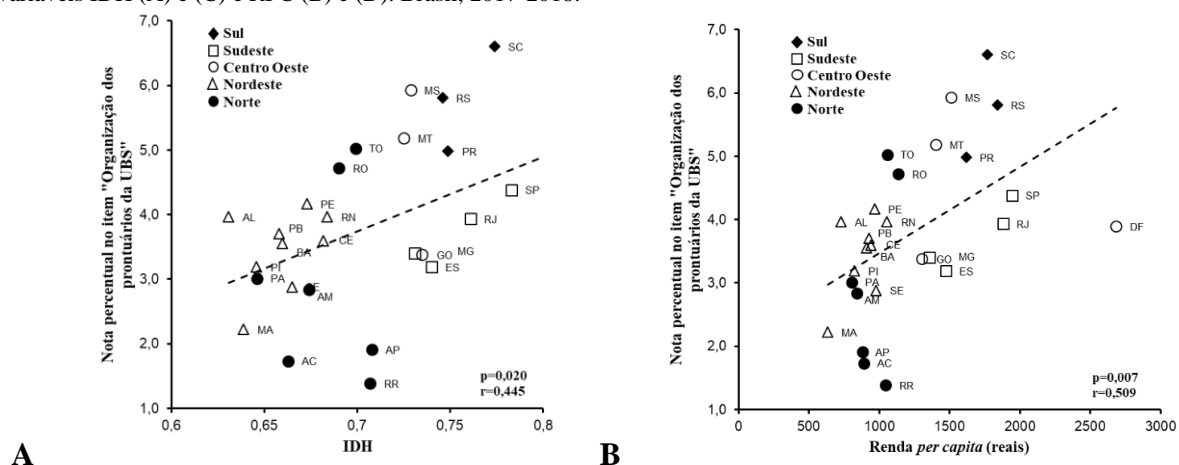 variáveis IDH (A) e (C) e RPC (B) e (D). Brasil, 2017-2018.
Nota percentual no item "Organização dos
prontuários da UBS"
7,0
6,0
5,0
4,0
3,0
2,0
1,0
Sul
Sudeste
Centro Oeste
Nordeste
Norte
SC
MS
RS
MT
TO
PR
RO
SP
PE
AL
RN
RJ
PB
CE
BA
GO
MG
PI
ES
PA
AM
MA
AP
AC
RR
p=0,020
r=0,445
0,6
0,65
0,7
0,75
0,8
IDH
A
Nota percentual no item "Organização dos
prontuários da UBS"
7,0
6,0
5,0
4,0
3,0
2,0
1,0
Sul
Sudeste
Centro Oeste
Nordeste
Norte
SC
MS
RS
MT
TO
PR
RO
SP
PE
AL
RN
RJ
DF
PB
CE
BA
GO
MG
PI
ES
PA
SE
AM
MA
AP
AC
RR
p=0,007
r=0,509
0
500
1000
1500
2000
2500
3000
Renda per capita (reais)
B